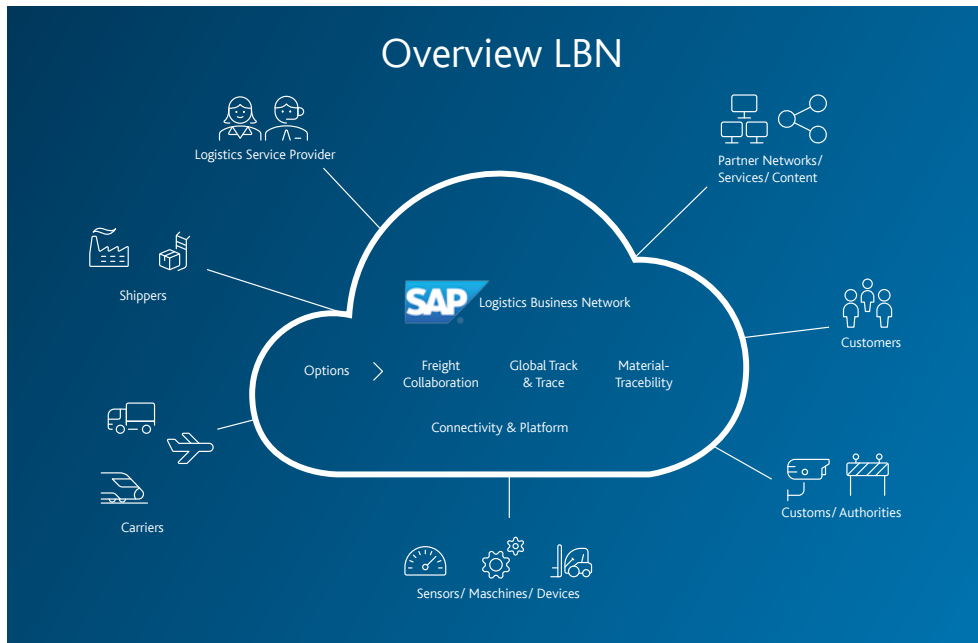 Overview LBN
Logistics Service Provider
Partner Networks/
Services/ Content
Shippers
SAP
Logistics Business Network
Customers
Options
Freight
Collaboration
Global Track
& Trace
Material-
Tracebility
Connectivity & Platform
Carriers
Customs/ Authorities
Sensors/ Maschines/ Devices